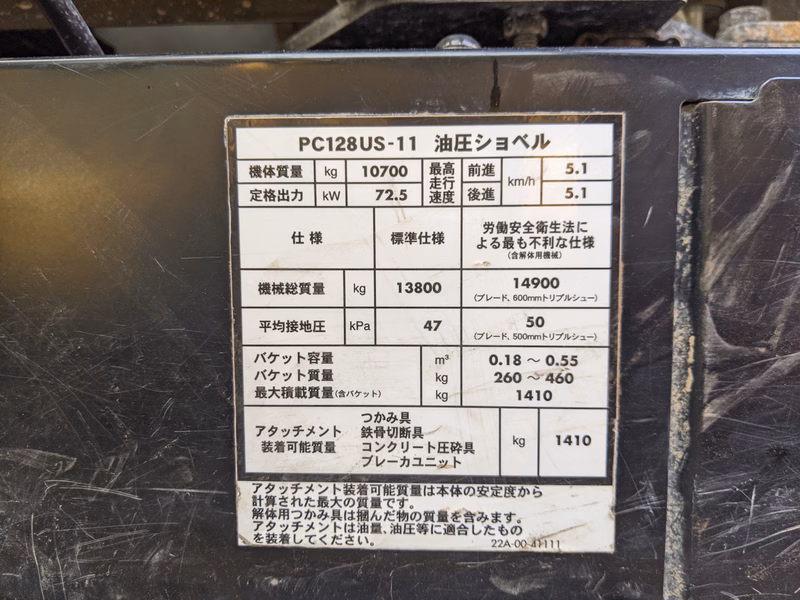 PC128US-11 油圧ショベル
機体質量 kg 10700 最高走行速度 前進 km/h 5.1
定格出力 kW 72.5 後進 5.1
仕様 標準仕様 労働安全衛生法による最も不利な仕様
(含解体用機械)
機械総質量 kg 13800 14900
(ブレード, 600mmトリプルシュー)
平均接地圧 kPa 47 50
(ブレード, 500mmトリプルシュー)
バケット容量 m³ 0.18 ～ 0.55
バケット質量 kg 260 ～ 460
最大積載質量(含バケット) kg 1410
アタッチメント装着可能質量
つかみ具
鉄骨切断具
コンクリート圧砕具
ブレーカユニット
kg 1410
アタッチメント装着可能質量は本体の安定度から
計算された最大の質量です。
解体用つかみ具は掴んだ物の質量を含みます。
アタッチメントは油量、油圧等に適合したもの
を装着してください。
22A-00-41111